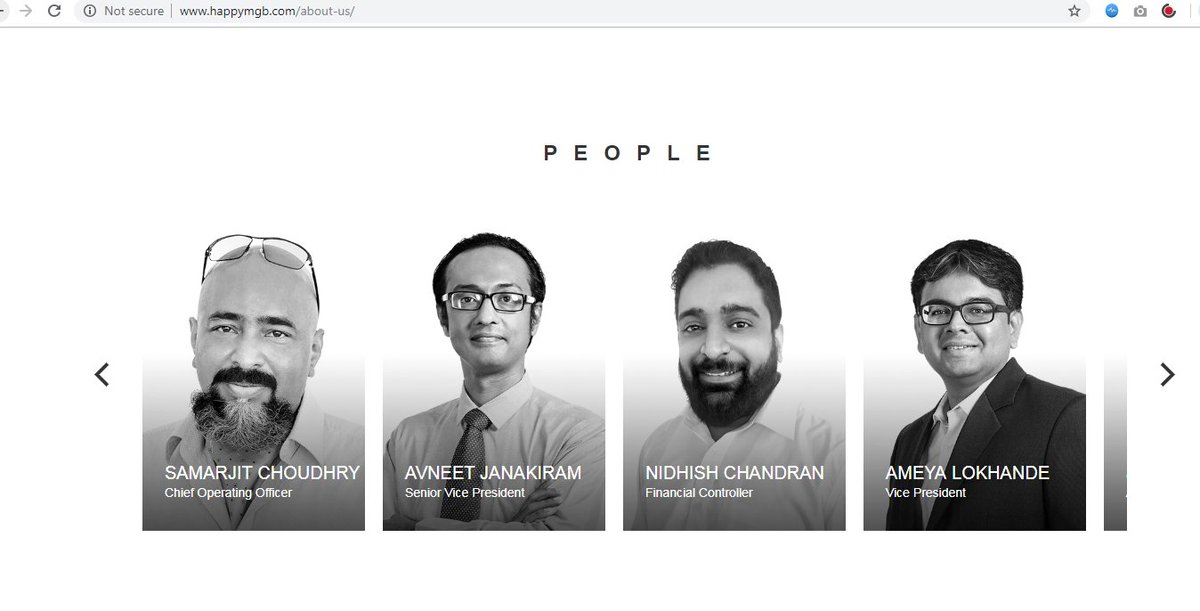 Not secure | www.happymgb.com/about-us/
PEOPLE
SAMARJIT CHOUDHRY
Chief Operating Officer
AVNEET JANAKIRAM
Senior Vice President
NIDHISH CHANDRAN
Financial Controller
AMEYA LOKHANDE
Vice President